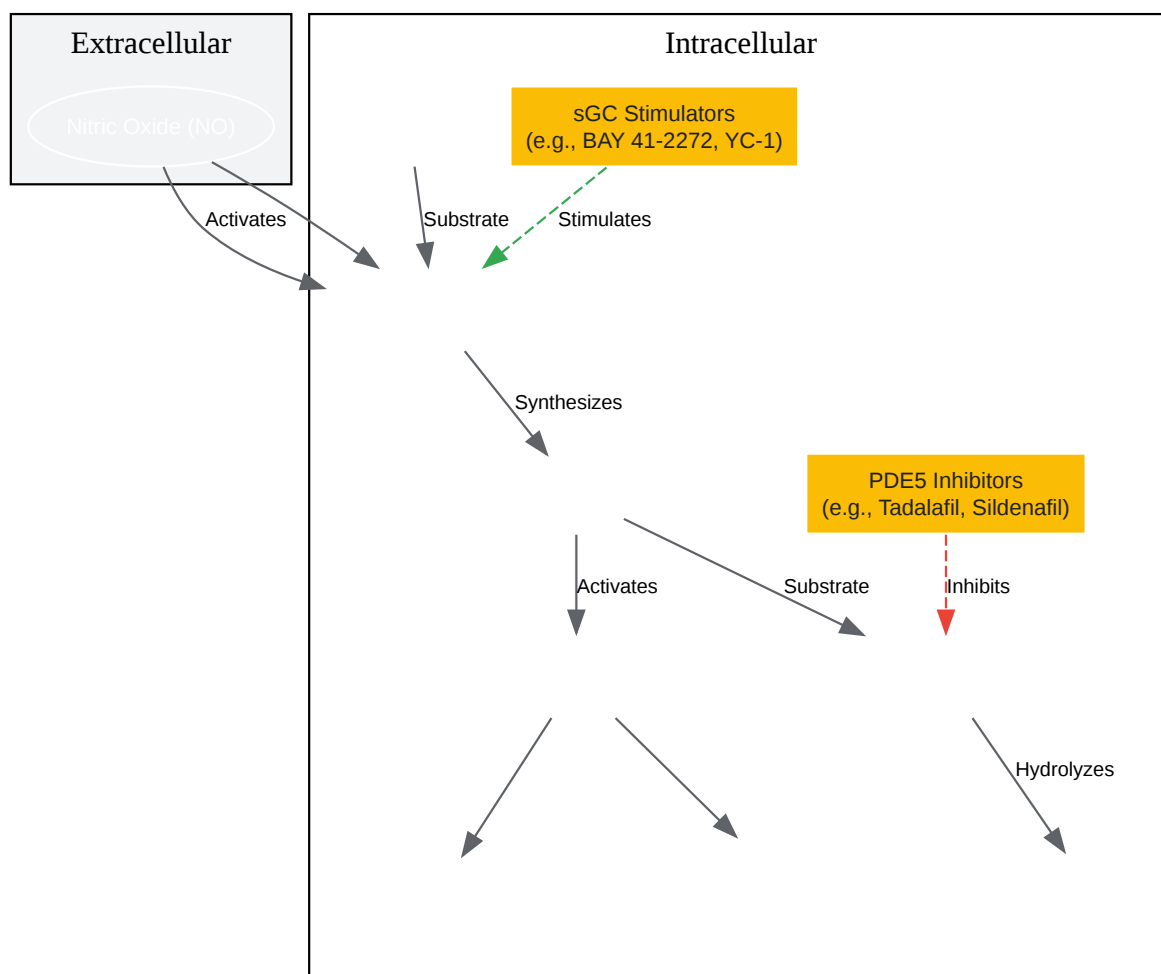 Extracellular
Intracellular
Nitric Oxide (NO)
sGC Stimulators
(e.g., BAY 41-2272, YC-1)
Activates
Substrate
Stimulates
Synthesizes
PDE5 Inhibitors
(e.g., Tadalafil, Sildenafil)
Activates
Substrate
Inhibits
Hydrolyzes